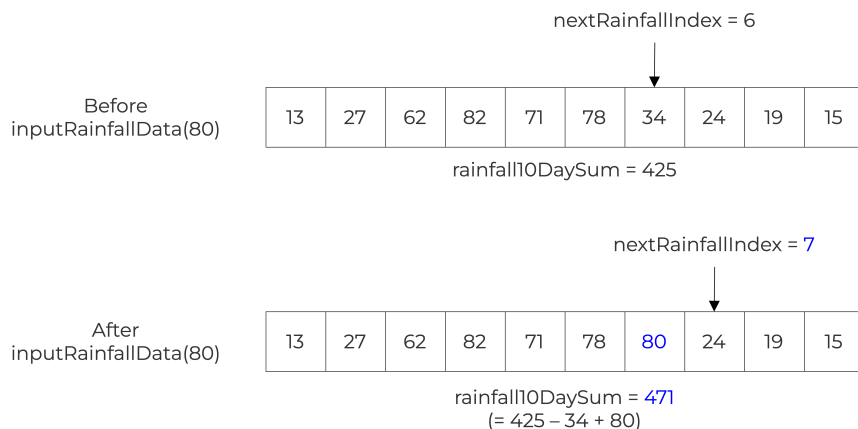 nextRainfallIndex = 6
Before
inputRainfallData(80)
13 27 62 82 71 78 34 24 19 15
rainfall10DaySum = 425
nextRainfallIndex = 7
After
inputRainfallData(80)
13 27 62 82 71 78 80 24 19 15
rainfall10DaySum = 471
(= 425 – 34 + 80)